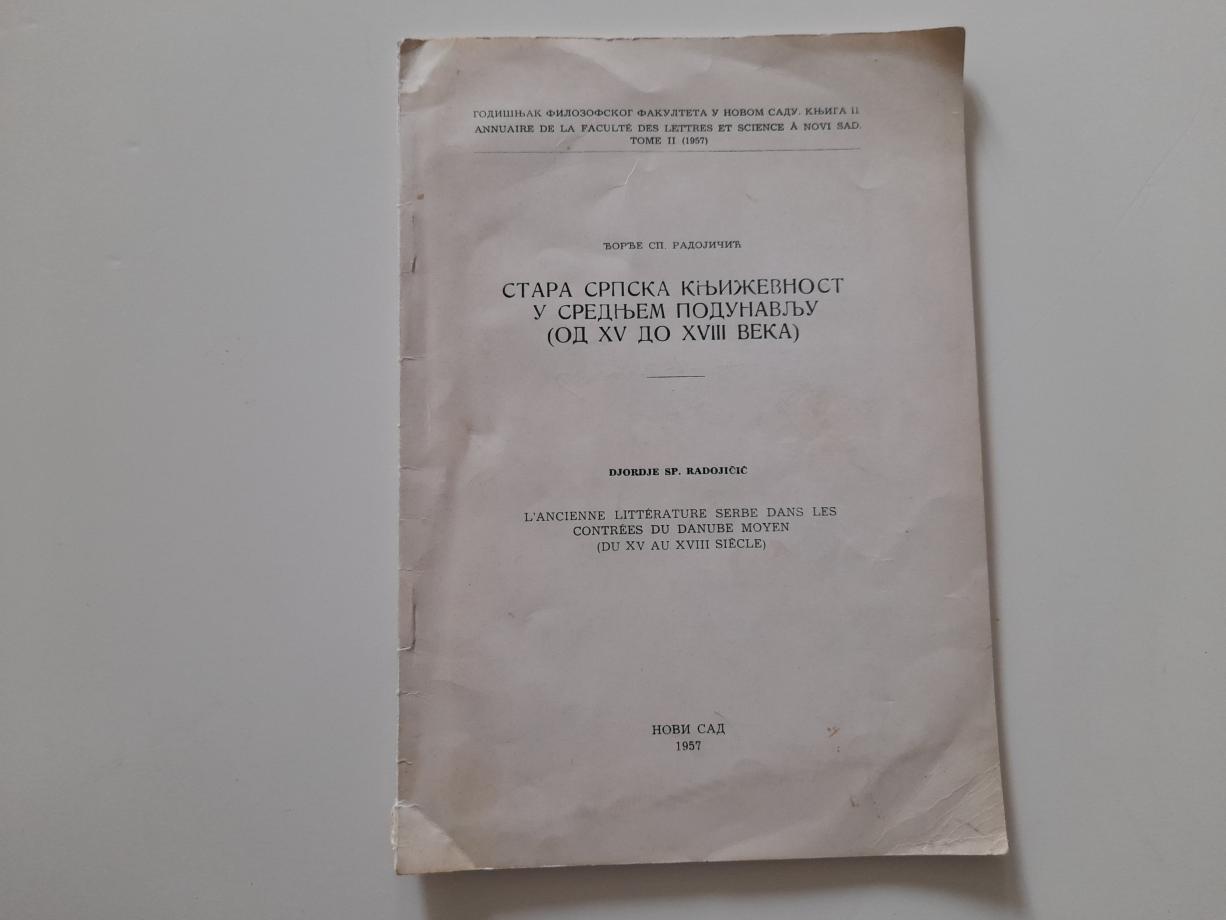 ГОДИШЊАК ФИЛОЗОФСКОГ ФАКУЛТЕТА У НОВОМ САДУ. КЊИГА II
ANNUAIRE DE LA FACULTÉ DES LETTRES ET SCIENCE À NOVI SAD.
TOME II (1957)
ЂОРЂЕ СП. РАДОЈИЧИЋ
СТАРА СРПСКА КЊИЖЕВНОСТ
У СРЕДЊЕМ ПОДУНАВЉУ
(ОД XV ДО XVIII ВЕКА)
DJORDJE SP. RADOJIČIĆ
L'ANCIENNE LITTÉRATURE SERBE DANS LES
CONTRÉES DU DANUBE MOYEN
(DU XV AU XVIII SIÈCLE)
НОВИ САД
1957